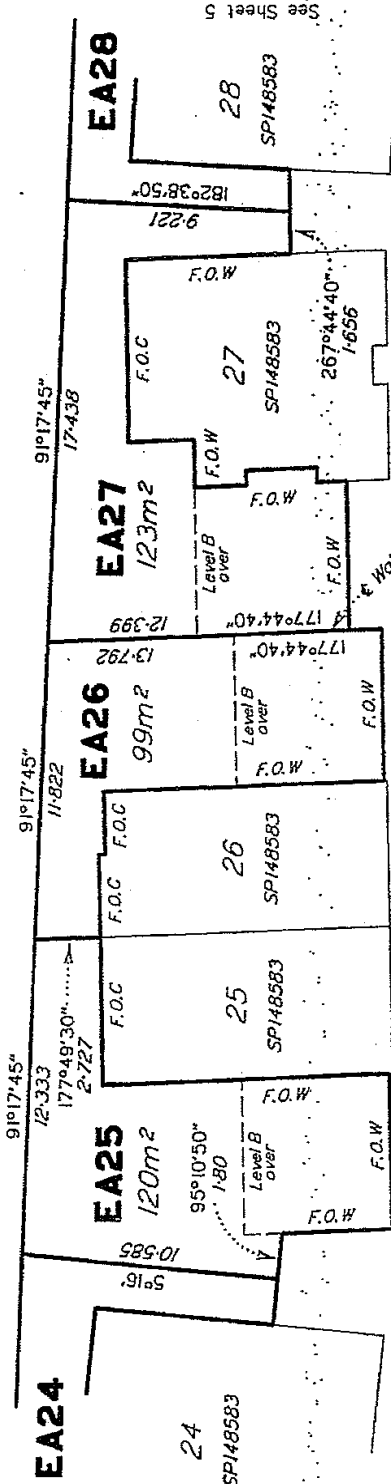 See Sheet 5
EA28
28
SP148583
182°38'50"
9·221
91°17'45"
17·438
F.O.C
F.O.W
27
SP148583
267°44'40"
1·656
F.O.W
EA27
123m²
Level B
over
F.O.W
F.O.W
12·399
177°44'40"
13·792
177°44'40"
91°17'45"
11·822
EA26
99m²
Level B
over
F.O.W
F.O.W
F.O.C
F.O.C
26
SP148583
91°17'45"
12·333
177°49'30"
2·727
F.O.C
25
SP148583
EA25
120m²
95°10'50"
1·80
Level B
over
F.O.W
F.O.W
F.O.W
10·585
5°16'
EA24
24
SP148583